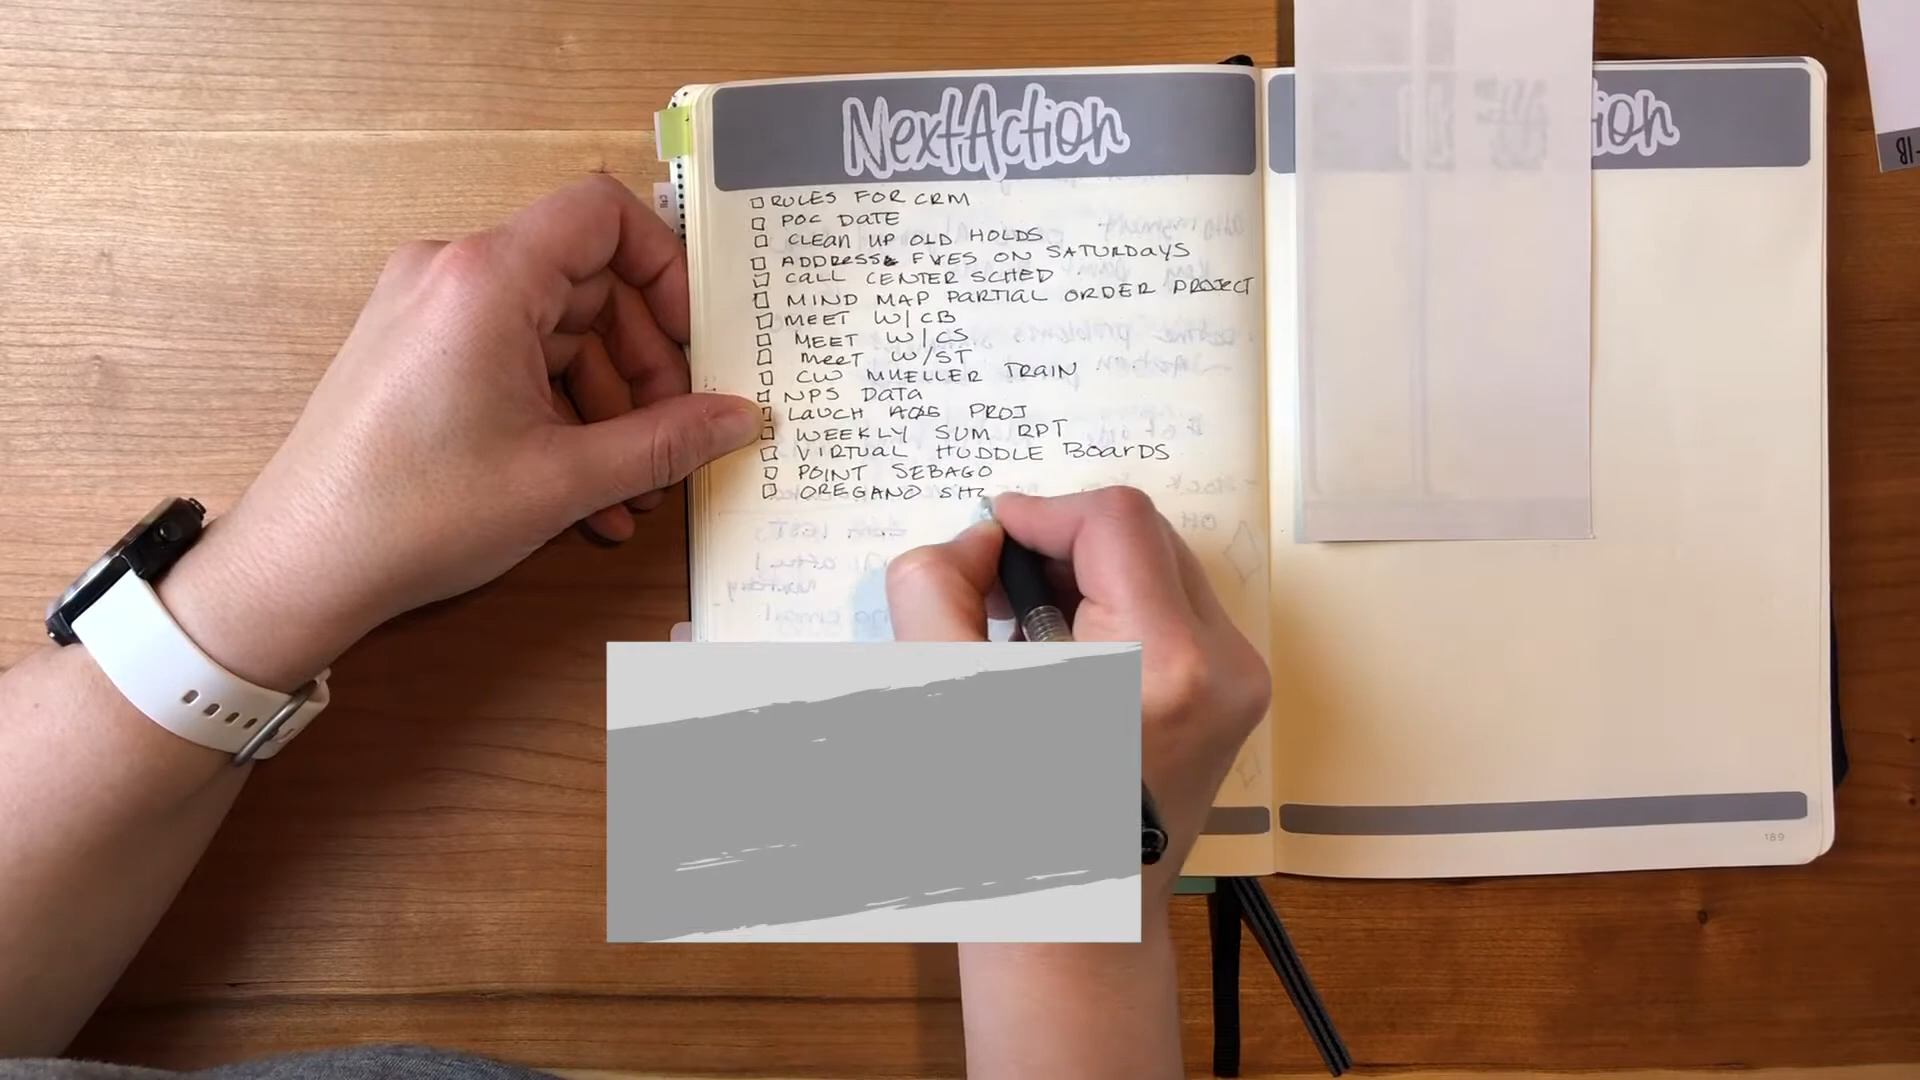 NextAction
RULES FOR CRM
POC DATE
CLEAN UP OLD HOLDS
ADDRESS FVES ON SATURDAYS
CALL CENTER SCHED
MIND MAP PARTIAL ORDER PROJECT
MEET W/CB
MEET W/CS
MEET W/ST
CW MUELLER TRAIN
NPS DATA
LAUCH PROJ
WEEKLY SUM RPT
VIRTUAL HUDDLE BOARDS
POINT SEBAGO
OREGANO
ion
189